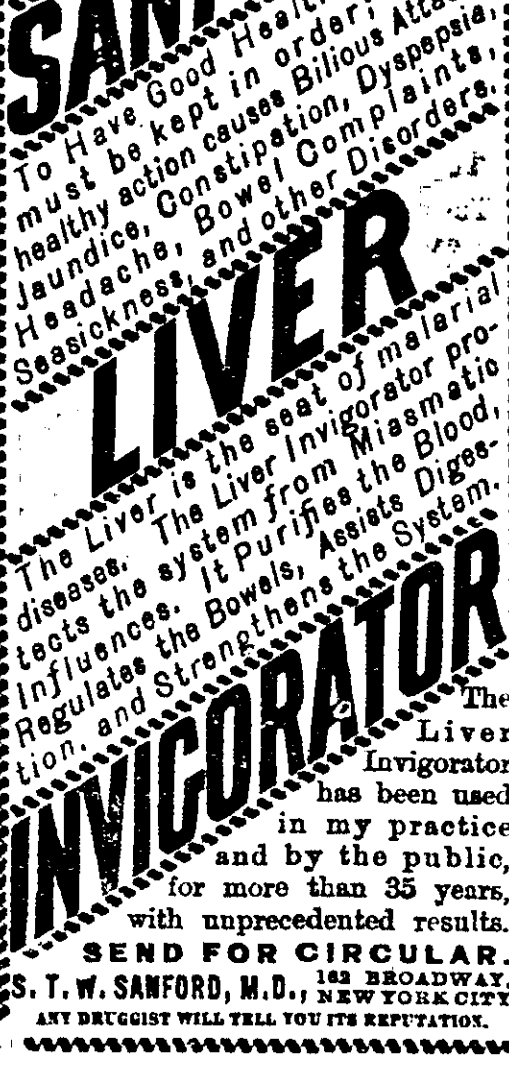 SAN
To Have Good Heal
must be kept in order,
healthy action causes Bilious Atta
Jaundice, Constipation, Dyspepsia,
Headache, Bowel Complaints,
Seasickness, and other Disorders.
LIVER
The Liver is the seat of malarial
diseases. The Liver Invigorator pro-
tects the system from Miasmatic
Influences. It Purifies the Blood,
Regulates the Bowels, Assists Diges-
tion, and Strengthens the System.
INVIGORATOR
The
Liver
Invigorator
has been used
in my practice
and by the public,
for more than 35 years,
with unprecedented results.
SEND FOR CIRCULAR.
S. T. W. SANFORD, M.D., 162 BROADWAY,
NEW YORK CITY
ANY DRUGGIST WILL TELL YOU ITS REPUTATION.